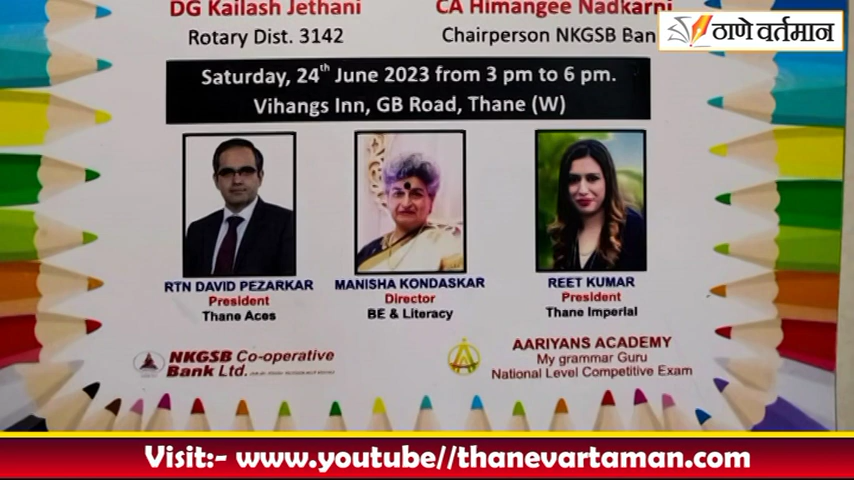 DG Kailash Jethani
Rotary Dist. 3142
CA Himangee Nadkarni
Chairperson NKGSB Ban
ठाणे वर्तमान
Saturday, 24th June 2023 from 3 pm to 6 pm.
Vihangs Inn, GB Road, Thane (W)
RTN DAVID PEZARKAR
President
Thane Aces
MANISHA KONDASKAR
Director
BE & Literacy
REET KUMAR
President
Thane Imperial
NKGSB Co-operative
Bank Ltd.
AARIYANS ACADEMY
My grammar Guru
National Level Competitive Exam
Visit:- www.youtube//thanevartaman.com